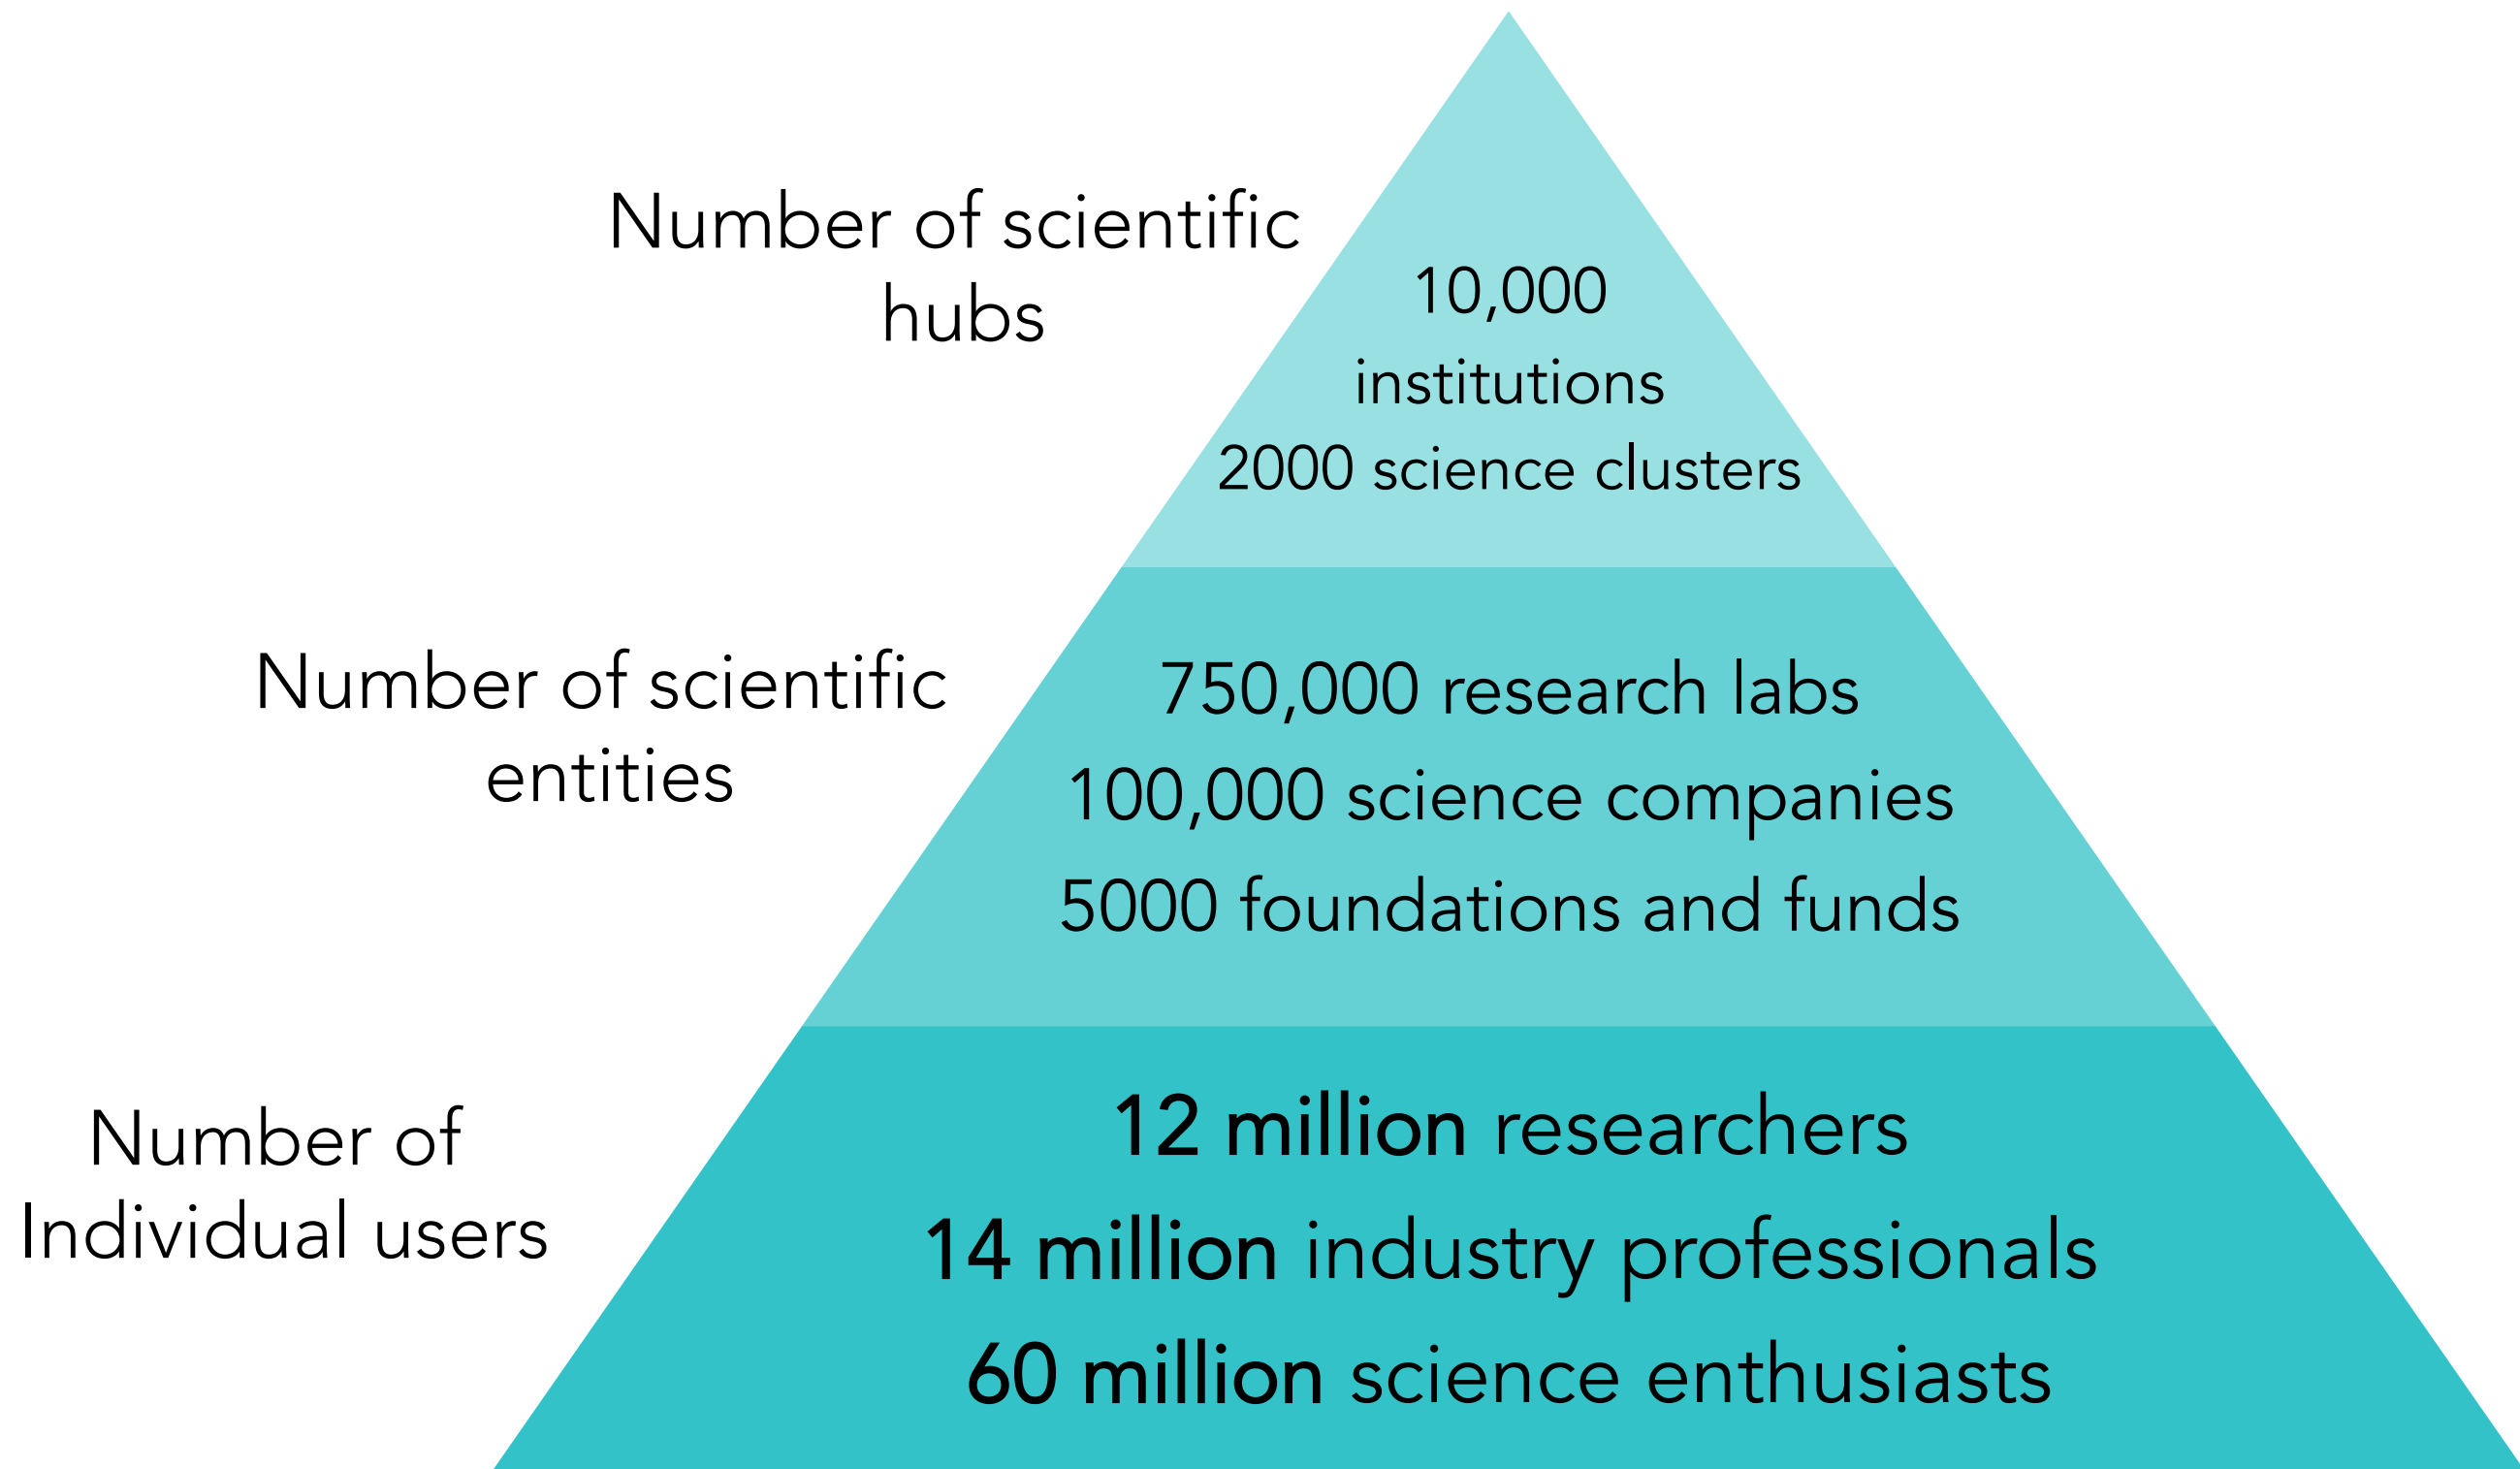 Number of scientific
hubs
10,000
institutions
2000 science clusters
Number of scientific
entities
750,000 research labs
100,000 science companies
5000 foundations and funds
Number of
Individual users
12 million researchers
14 million industry professionals
60 million science enthusiasts